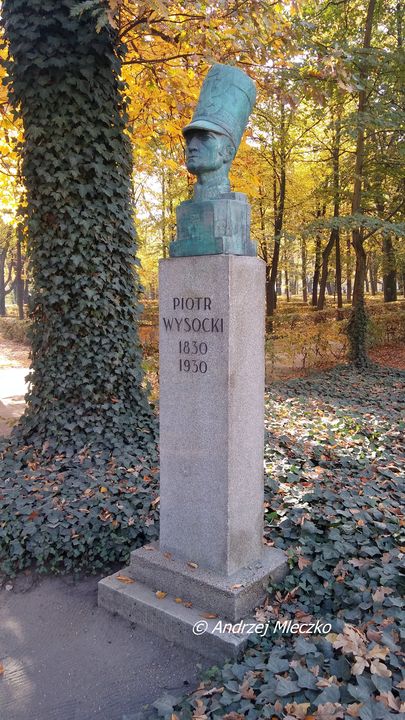 PIOTR
WYSOCKI
1830
1930
© Andrzej Mleczko